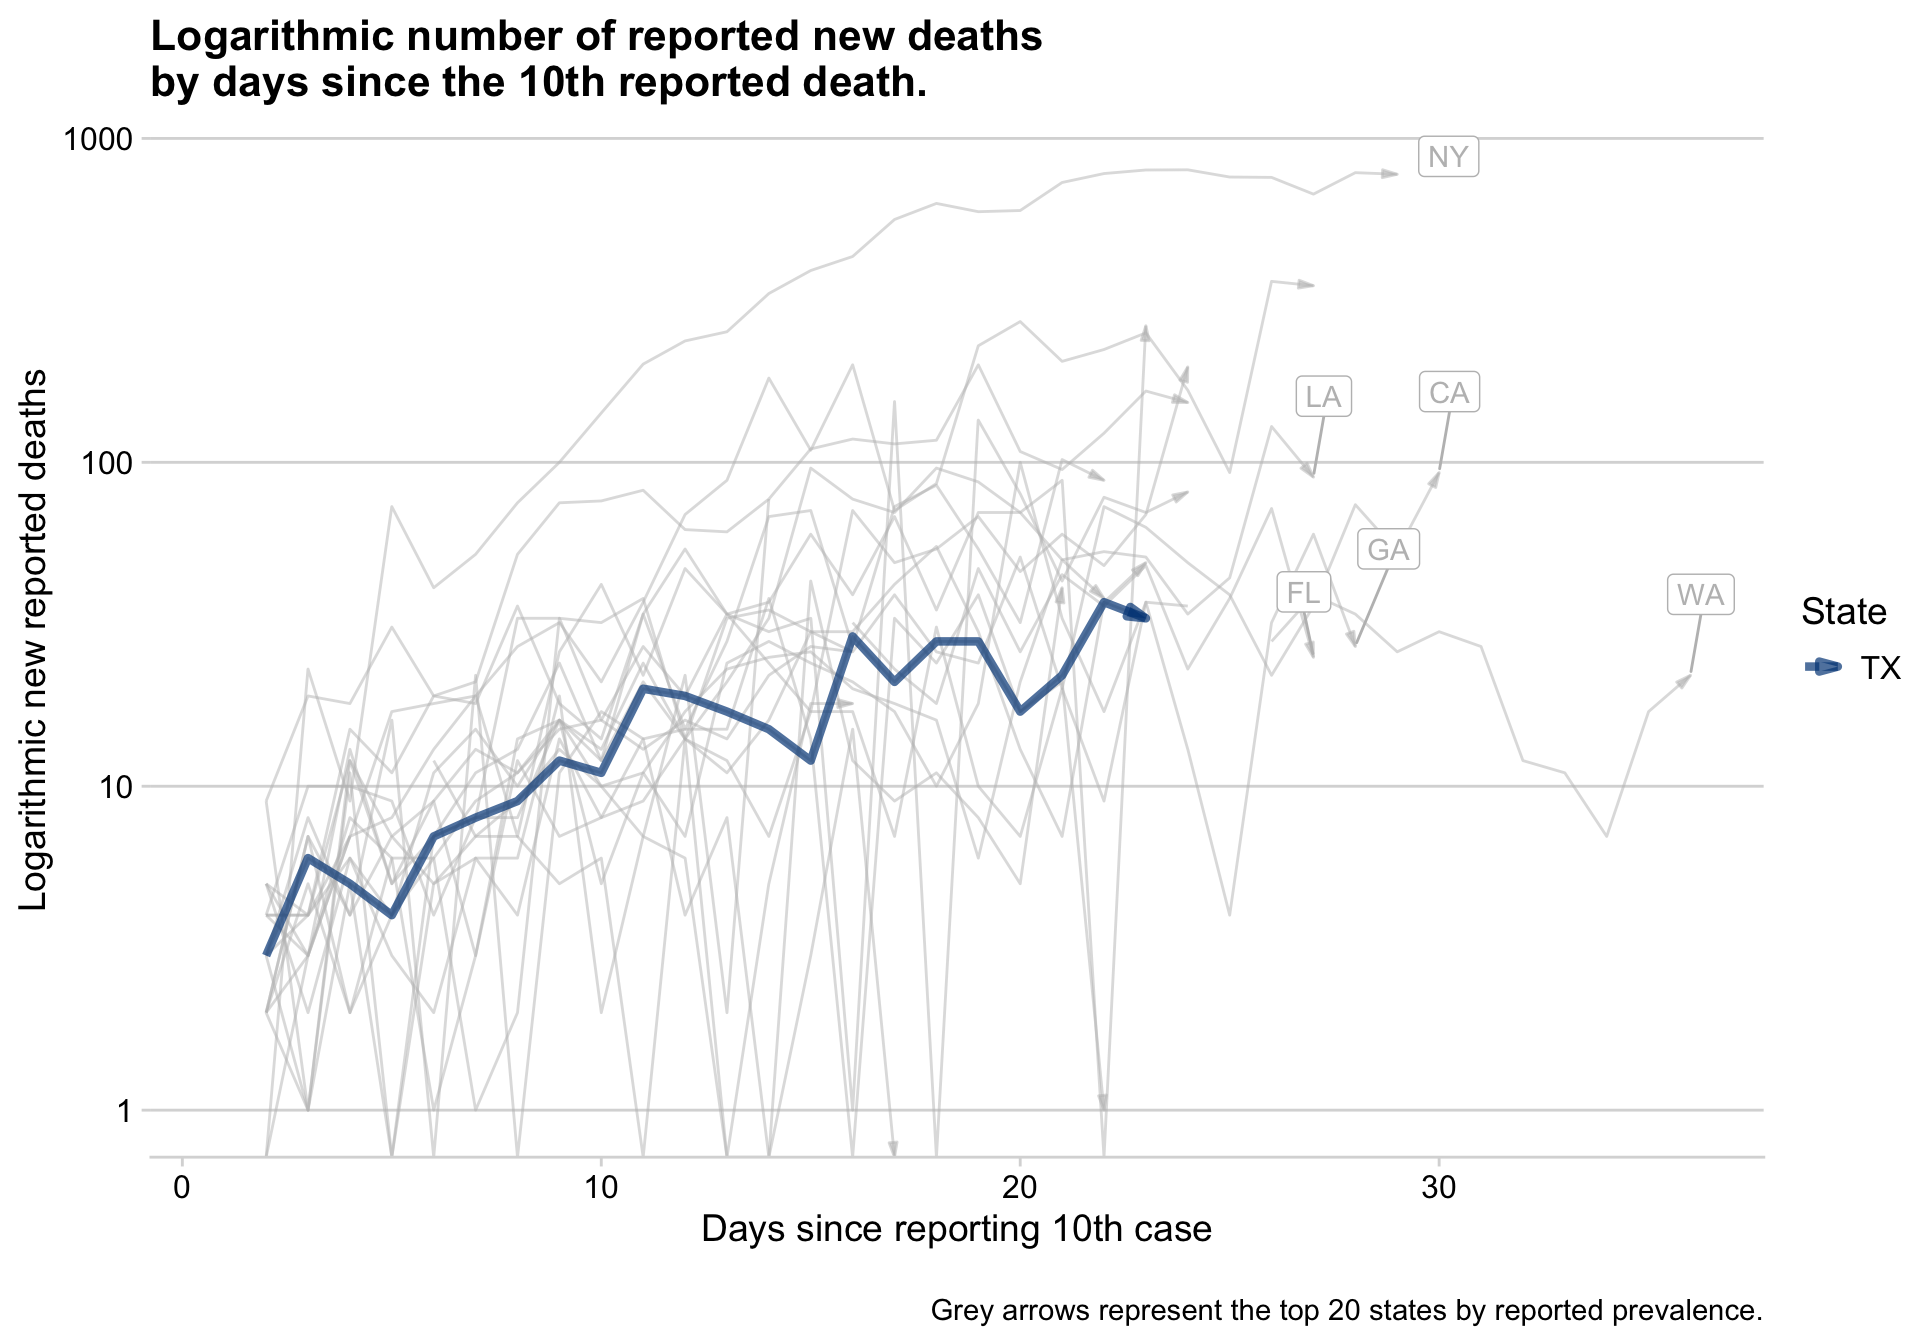 Logarithmic number of reported new deaths
by days since the 10th reported death.
1000
100
10
1
Logarithmic new reported deaths
NY
LA
CA
GA
FL
WA
State
TX
0
10
20
30
Days since reporting 10th case
Grey arrows represent the top 20 states by reported prevalence.